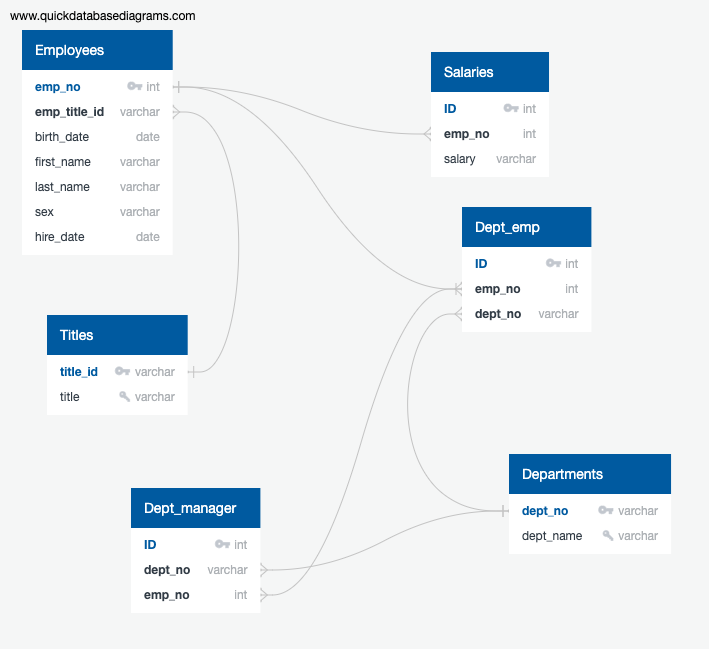 www.quickdatabasediagrams.com
Employees
emp_no int
emp_title_id varchar
birth_date date
first_name varchar
last_name varchar
sex varchar
hire_date date
Salaries
ID int
emp_no int
salary varchar
Dept_emp
ID int
emp_no int
dept_no varchar
Titles
title_id varchar
title varchar
Departments
dept_no varchar
dept_name varchar
Dept_manager
ID int
dept_no varchar
emp_no int